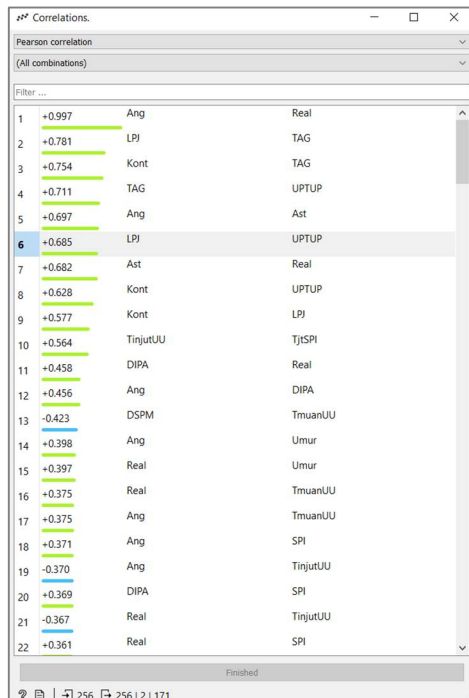 Correlations.
Pearson correlation
(All combinations)
Filter ...
1 +0.997 Ang Real
2 +0.781 LPJ TAG
3 +0.754 Kont TAG
4 +0.711 TAG UPTUP
5 +0.697 Ang Ast
6 +0.685 LPJ UPTUP
7 +0.682 Ast Real
8 +0.628 Kont UPTUP
9 +0.577 Kont LPJ
10 +0.564 TinjutUU TjtSPI
11 +0.458 DIPA Real
12 +0.456 Ang DIPA
13 -0.423 DSPM TmuanUU
14 +0.398 Ang Umur
15 +0.397 Real Umur
16 +0.375 Real TmuanUU
17 +0.375 Ang TmuanUU
18 +0.371 Ang SPI
19 -0.370 Ang TinjutUU
20 +0.369 DIPA SPI
21 -0.367 Real TinjutUU
22 +0.361 Real SPI
Finished
? 256 256 | 2 | 171